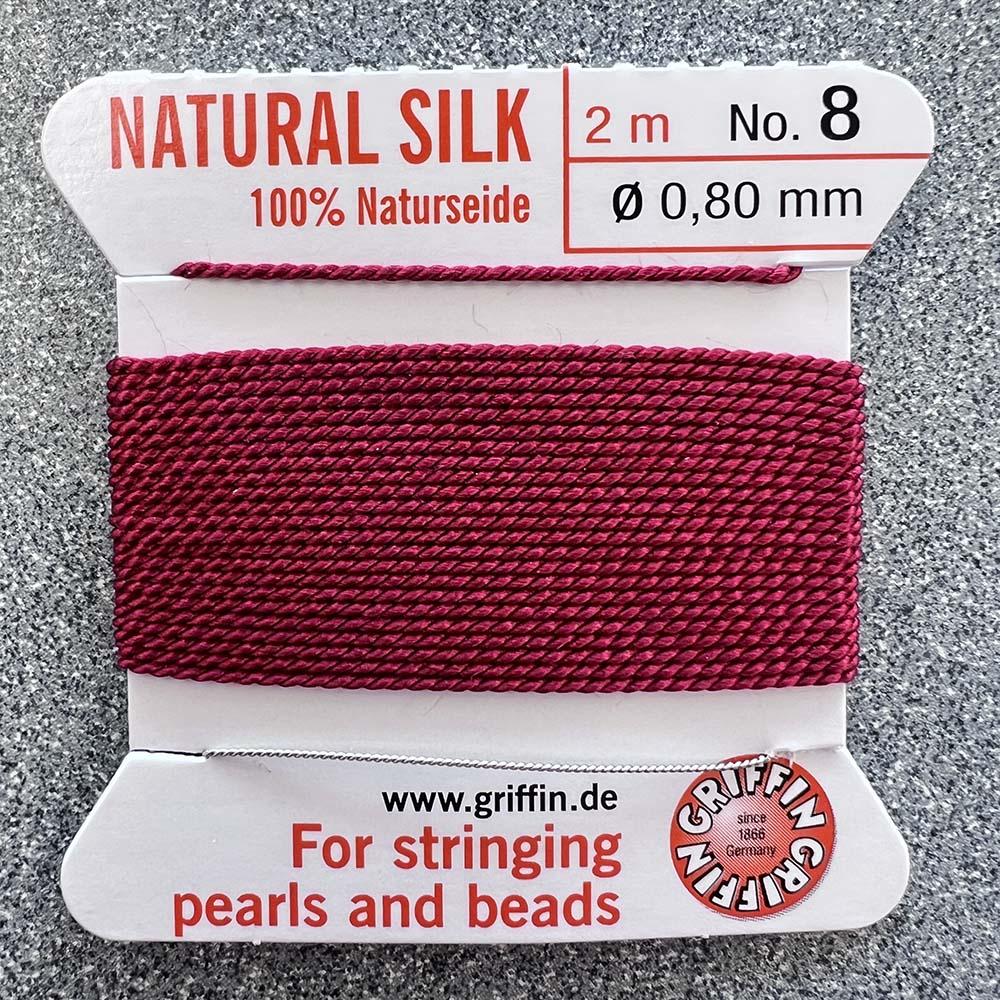 NATURAL SILK
100% Naturseide
2 m No. 8
Ø 0,80 mm
www.griffin.de
For stringing
pearls and beads
GRIFFIN GRIFFIN GRIFFIN
since
1866
Germany